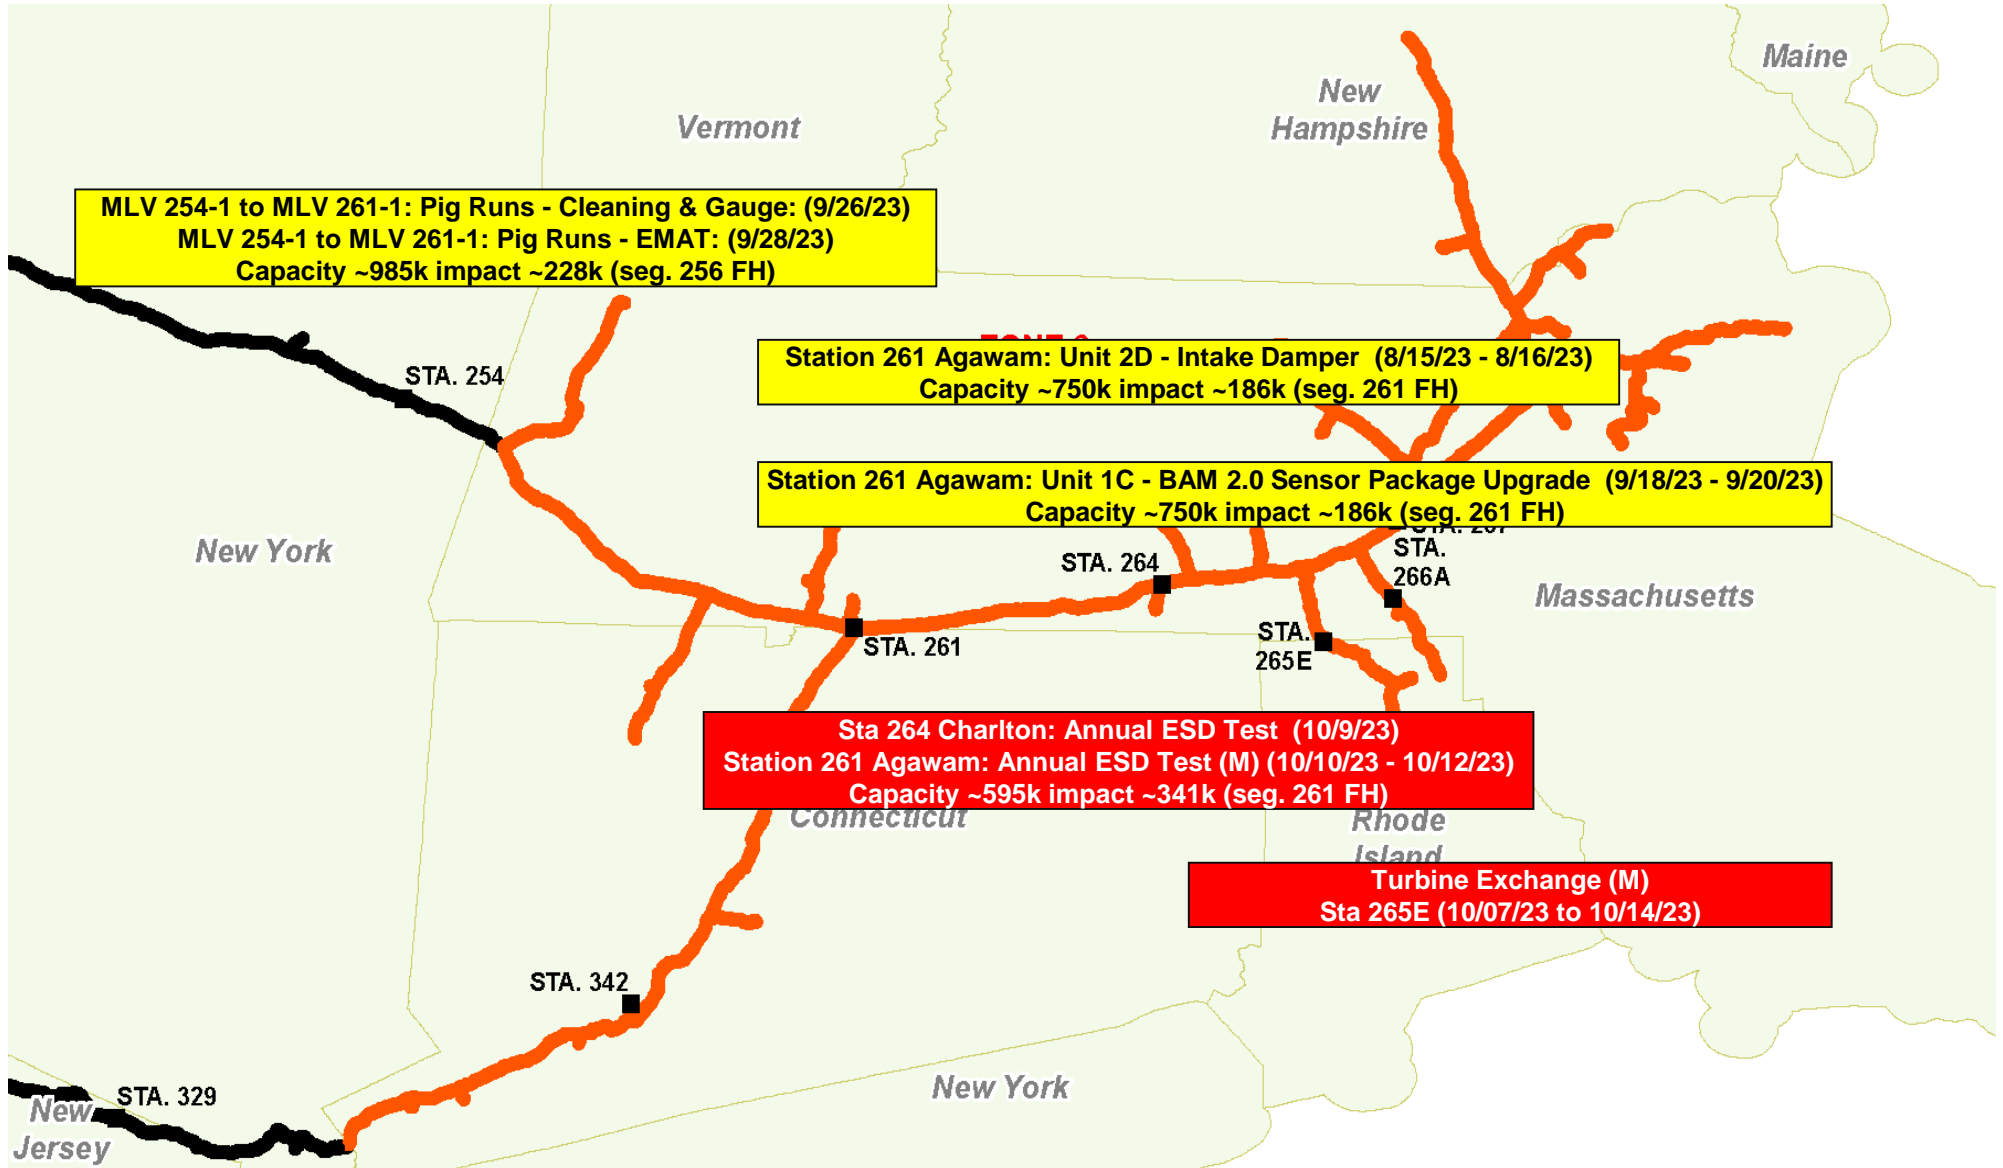 Maine
New
Hampshire
Vermont
MLV 254-1 to MLV 261-1: Pig Runs - Cleaning & Gauge: (9/26/23)
MLV 254-1 to MLV 261-1: Pig Runs - EMAT: (9/28/23)
Capacity ~985k impact ~228k (seg. 256 FH)
Station 261 Agawam: Unit 2D - Intake Damper (8/15/23 - 8/16/23)
Capacity ~750k impact ~186k (seg. 261 FH)
STA. 254
Station 261 Agawam: Unit 1C - BAM 2.0 Sensor Package Upgrade (9/18/23 - 9/20/23)
Capacity ~750k impact ~186k (seg. 261 FH)
New York
STA. 264
STA.
266A
Massachusetts
STA. 261
STA.
265E
Sta 264 Charlton: Annual ESD Test (10/9/23)
Station 261 Agawam: Annual ESD Test (M) (10/10/23 - 10/12/23)
Capacity ~595k impact ~341k (seg. 261 FH)
Connecticut
Rhode
Island
Turbine Exchange (M)
Sta 265E (10/07/23 to 10/14/23)
STA. 342
New York
STA. 329
New
Jersey